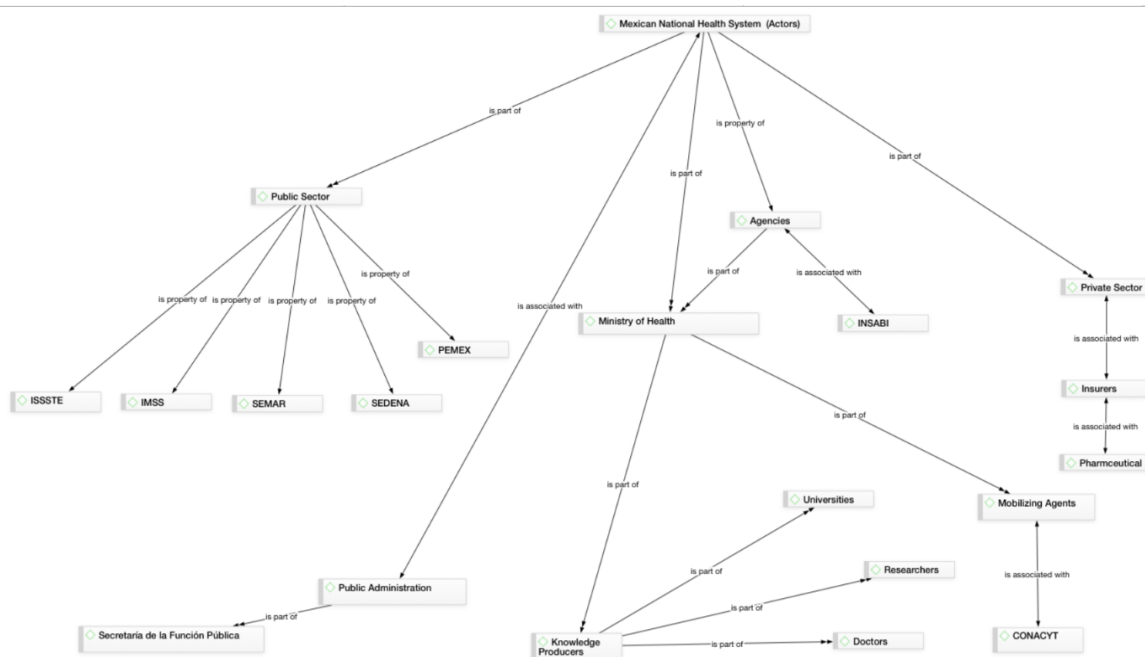 Mexican National Health System (Actors)
is part of
is property of
is part of
is part of
Public Sector
Agencies
is property of
is part of
is associated with
is property of
is property of
is property of
is property of
is associated with
Private Sector
Ministry of Health
INSABI
is associated with
PEMEX
Insurers
ISSSTE
IMSS
SEMAR
SEDENA
is part of
is associated with
Pharmceutical
is part of
Universities
Mobilizing Agents
is part of
Researchers
is associated with
Public Administration
is part of
is part of
Secretaría de la Función Pública
Knowledge
Producers
is part of
Doctors
CONACYT